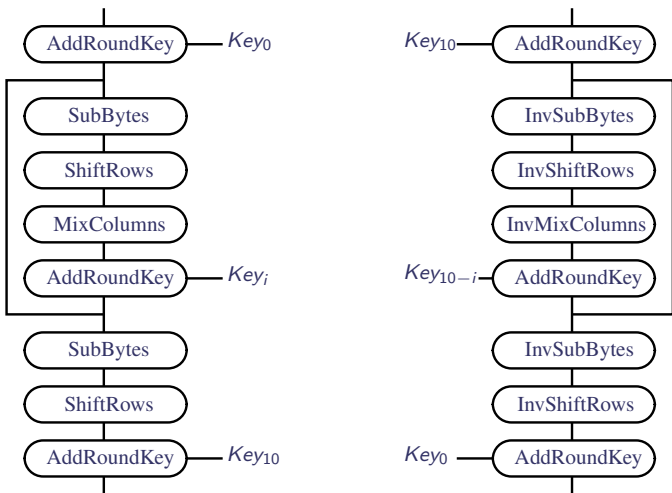 AddRoundKey Key₀
SubBytes
ShiftRows
MixColumns
AddRoundKey Keyᵢ
SubBytes
ShiftRows
AddRoundKey Key₁₀
Key₁₀ AddRoundKey
InvSubBytes
InvShiftRows
InvMixColumns
Key₁₀₋ᵢ AddRoundKey
InvSubBytes
InvShiftRows
Key₀ AddRoundKey